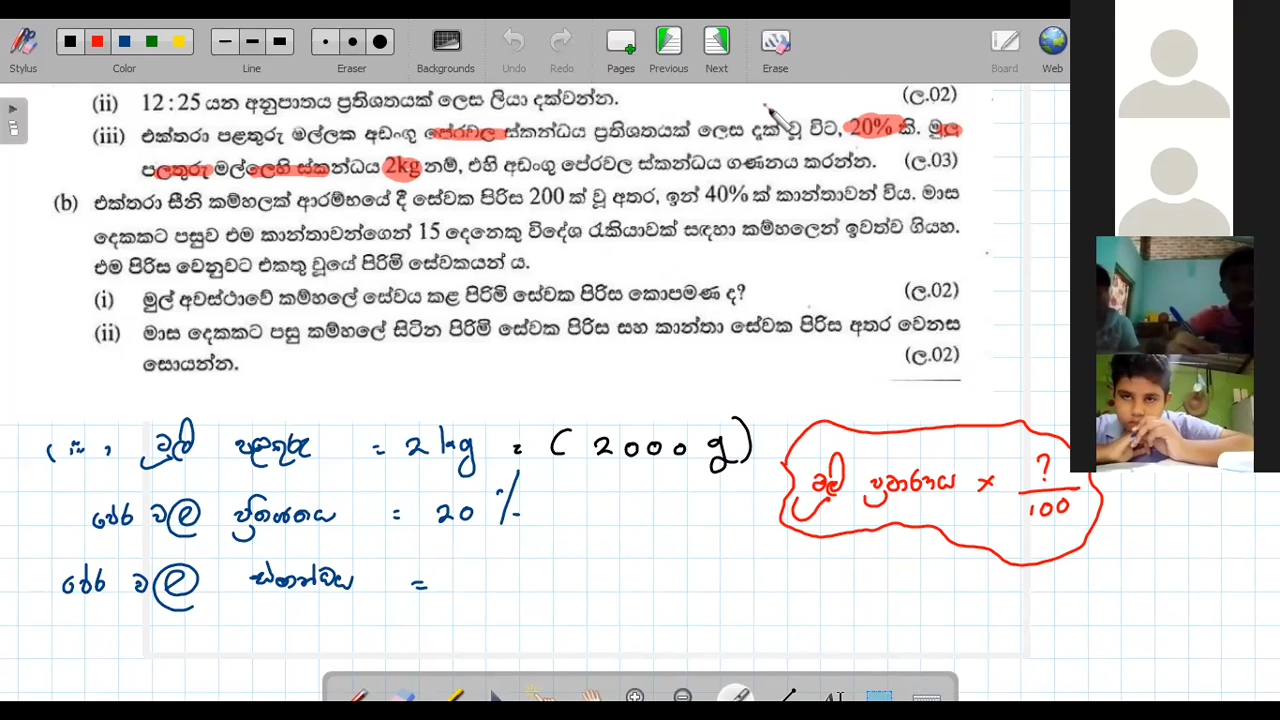 Stylus Color Line Eraser Backgrounds Undo Redo Pages Previous Next Erase Board Web
(ii) 12 : 25 යන අනුපාතය ප්‍රතිශතයක් ලෙස ලියා දක්වන්න. (ල.02)
(iii) එක්තරා පළතුරු මල්ලක අඩංගු පේරවල ස්කන්ධය ප්‍රතිශතයක් ලෙස දැක් වූ විට, 20% කි. මුලු
පලතුරු මල්ලෙහි ස්කන්ධය 2kg නම්, එහි අඩංගු පේරවල ස්කන්ධය ගණනය කරන්න. (ල.03)
(b) එක්තරා සීනි කම්හලක් ආරම්භයේ දී සේවක පිරිස 200 ක් වූ අතර, ඉන් 40% ක් කාන්තාවන් විය. මාස
දෙකකට පසුව එම කාන්තාවන්ගෙන් 15 දෙනෙකු විදේශ රැකියාවක් සඳහා කම්හලෙන් ඉවත්ව ගියහ.
එම පිරිස වෙනුවට එකතු වූයේ පිරිමි සේවකයන් ය.
(i) මුල් අවස්ථාවේ කම්හලේ සේවය කළ පිරිමි සේවක පිරිස කොපමණ ද? (ල.02)
(ii) මාස දෙකකට පසු කම්හලේ සිටින පිරිමි සේවක පිරිස සහ කාන්තා සේවක පිරිස අතර වෙනස
සොයන්න. (ල.02)
(iii) මුලු පළතුරු = 2 kg = (2000 g)
මුලු ප්‍රමාණය × ?/100
පේර වල ප්‍රතිශතය = 20 %
පේර වල ස්කන්ධය =